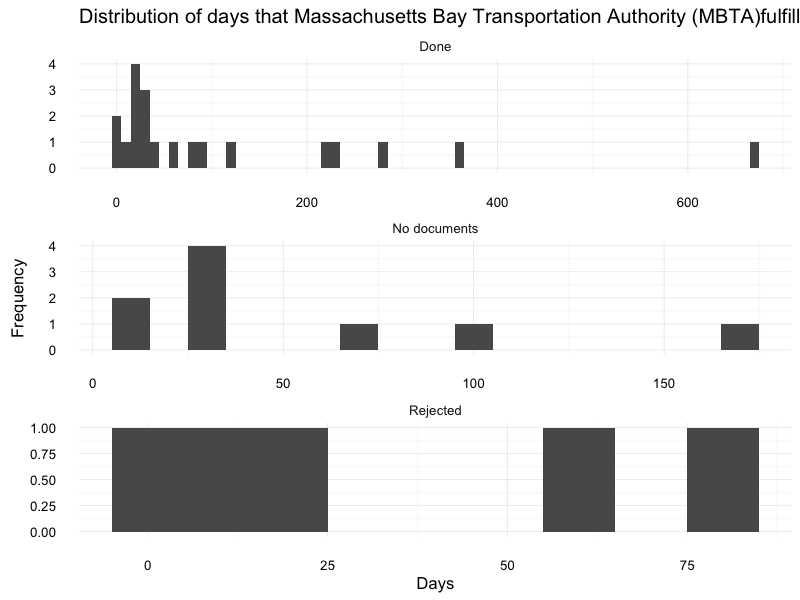 Distribution of days that Massachusetts Bay Transportation Authority (MBTA)fulfill
Done
4
3
2
1
0
0 200 400 600
No documents
Frequency
4
3
2
1
0
0 50 100 150
Rejected
1.00
0.75
0.50
0.25
0.00
0 25 50 75
Days